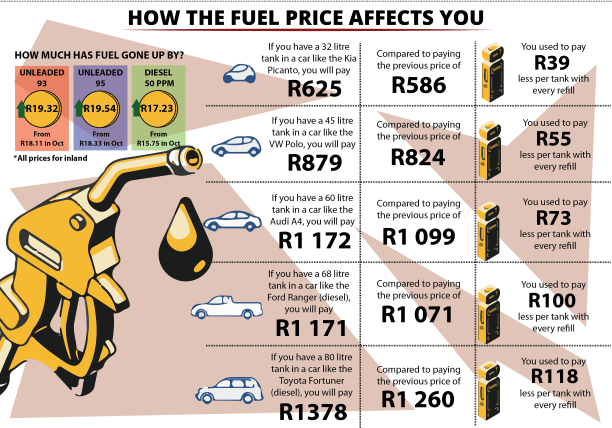 HOW THE FUEL PRICE AFFECTS YOU
HOW MUCH HAS FUEL GONE UP BY?
UNLEADED
93
R19.32
From
R18.11 in Oct
UNLEADED
95
R19.54
From
R18.33 in Oct
DIESEL
50 PPM
R17.23
From
R15.75 in Oct
*All prices for inland
If you have a 32 litre
tank in a car like the Kia
Picanto, you will pay
R625
Compared to paying
the previous price of
R586
You used to pay
R39
less per tank with
every refill
If you have a 45 litre
tank in a car like the
VW Polo, you will pay
R879
Compared to paying
the previous price of
R824
You used to pay
R55
less per tank with
every refill
If you have a 60 litre
tank in a car like the
Audi A4, you will pay
R1 172
Compared to paying
the previous price of
R1 099
You used to pay
R73
less per tank with
every refill
If you have a 68 litre
tank in a car like the
Ford Ranger (diesel),
you will pay
R1 171
Compared to paying
the previous price of
R1 071
You used to pay
R100
less per tank with
every refill
If you have a 80 litre
tank in a car like the
Toyota Fortuner
(diesel), you will pay
R1378
Compared to paying
the previous price of
R1 260
You used to pay
R118
less per tank with
every refill